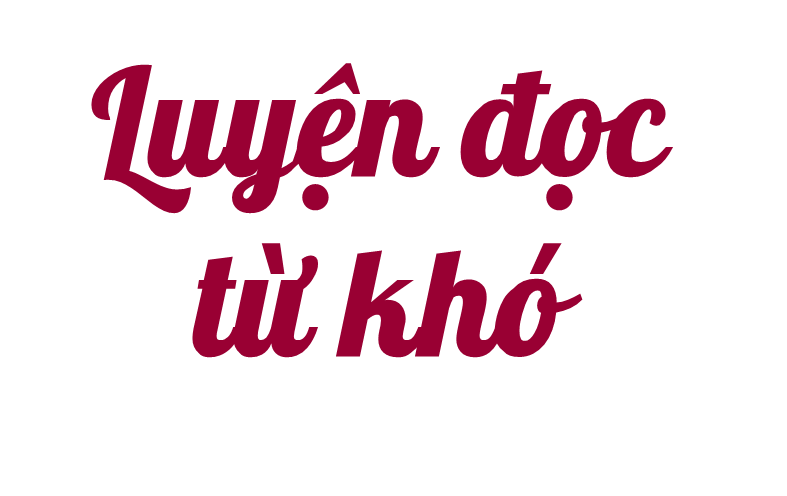 Luyện đọc
từ khó